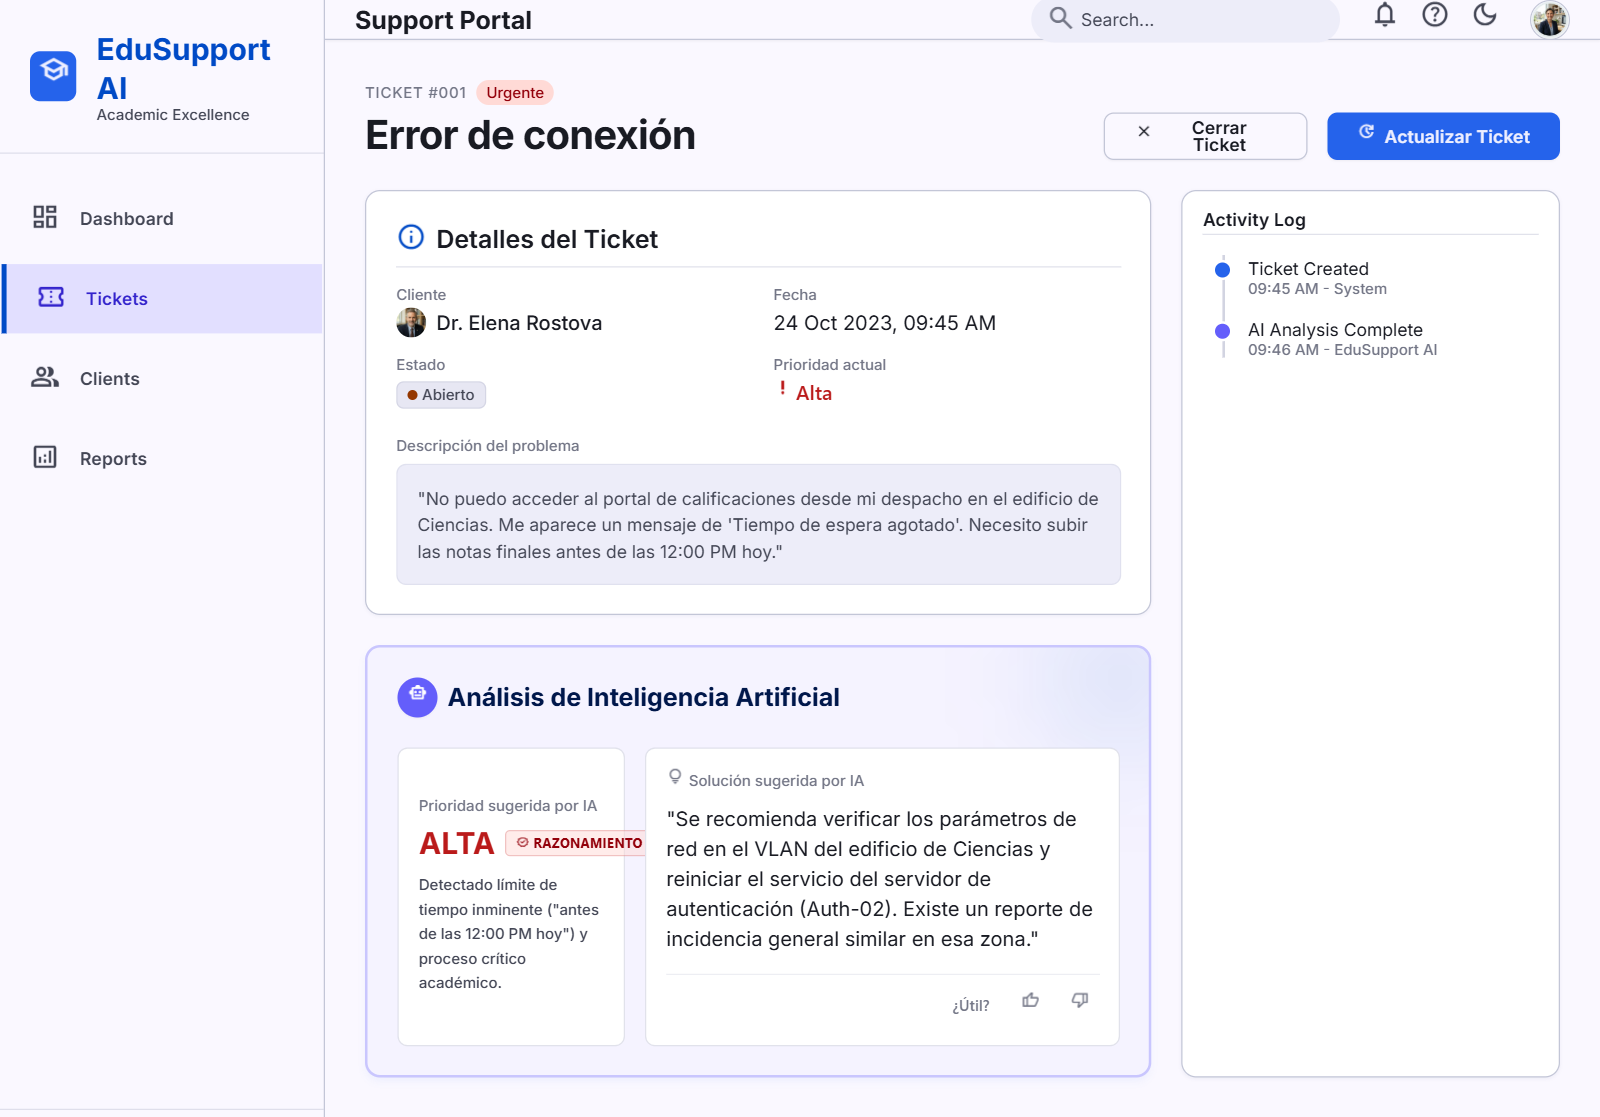 EduSupport
AI
Academic Excellence
Dashboard
Tickets
Clients
Reports
Support Portal
Search...
TICKET #001
Urgente
Error de conexión
Cerrar
Ticket
Actualizar Ticket
Detalles del Ticket
Cliente
Dr. Elena Rostova
Fecha
24 Oct 2023, 09:45 AM
Estado
Abierto
Prioridad actual
! Alta
Descripción del problema
"No puedo acceder al portal de calificaciones desde mi despacho en el edificio de
Ciencias. Me aparece un mensaje de 'Tiempo de espera agotado'. Necesito subir
las notas finales antes de las 12:00 PM hoy."
Análisis de Inteligencia Artificial
Prioridad sugerida por IA
ALTA
RAZONAMIENTO
Detectado límite de
tiempo inminente ("antes
de las 12:00 PM hoy") y
proceso crítico
académico.
Solución sugerida por IA
"Se recomienda verificar los parámetros de
red en el VLAN del edificio de Ciencias y
reiniciar el servicio del servidor de
autenticación (Auth-02). Existe un reporte de
incidencia general similar en esa zona."
¿Útil?
Activity Log
Ticket Created
09:45 AM - System
AI Analysis Complete
09:46 AM - EduSupport AI